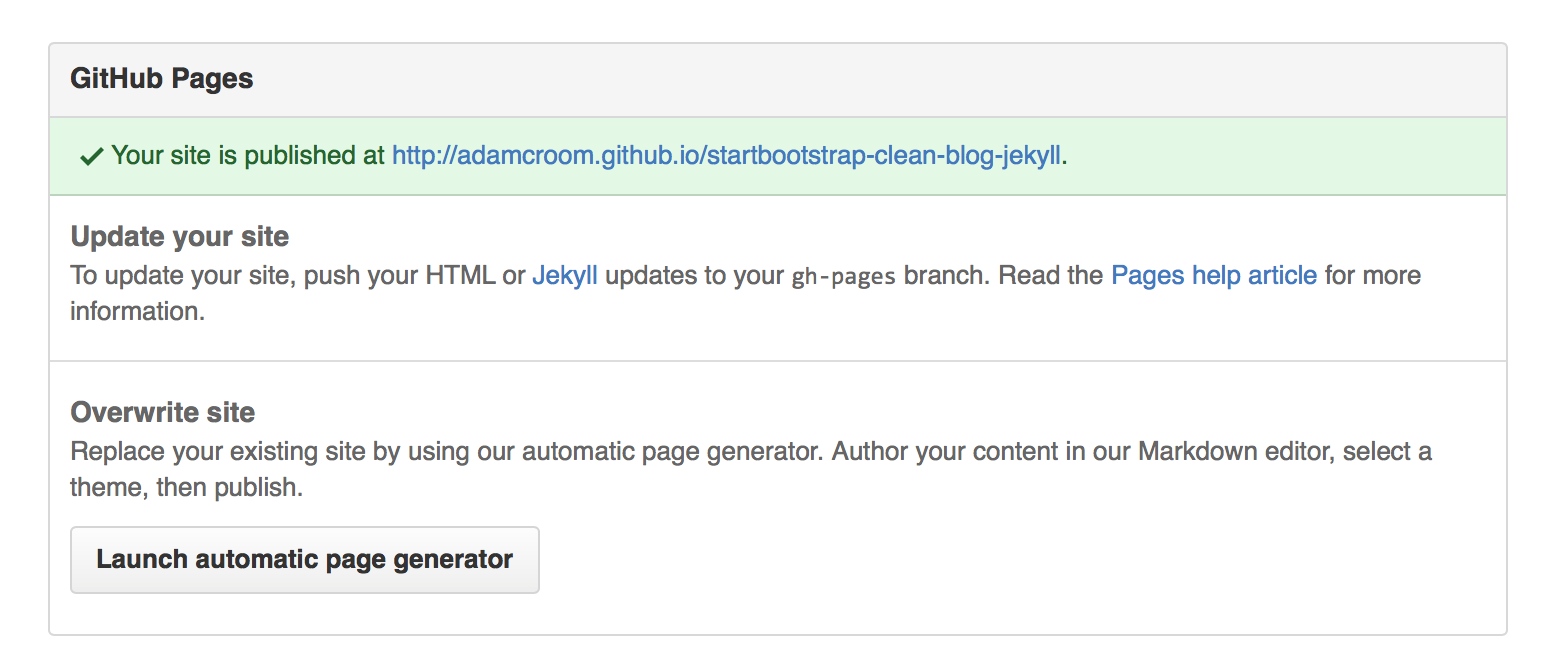 GitHub Pages
Your site is published at http://adamcroom.github.io/startbootstrap-clean-blog-jekyll.
Update your site
To update your site, push your HTML or Jekyll updates to your gh-pages branch. Read the Pages help article for more
information.
Overwrite site
Replace your existing site by using our automatic page generator. Author your content in our Markdown editor, select a
theme, then publish.
Launch automatic page generator